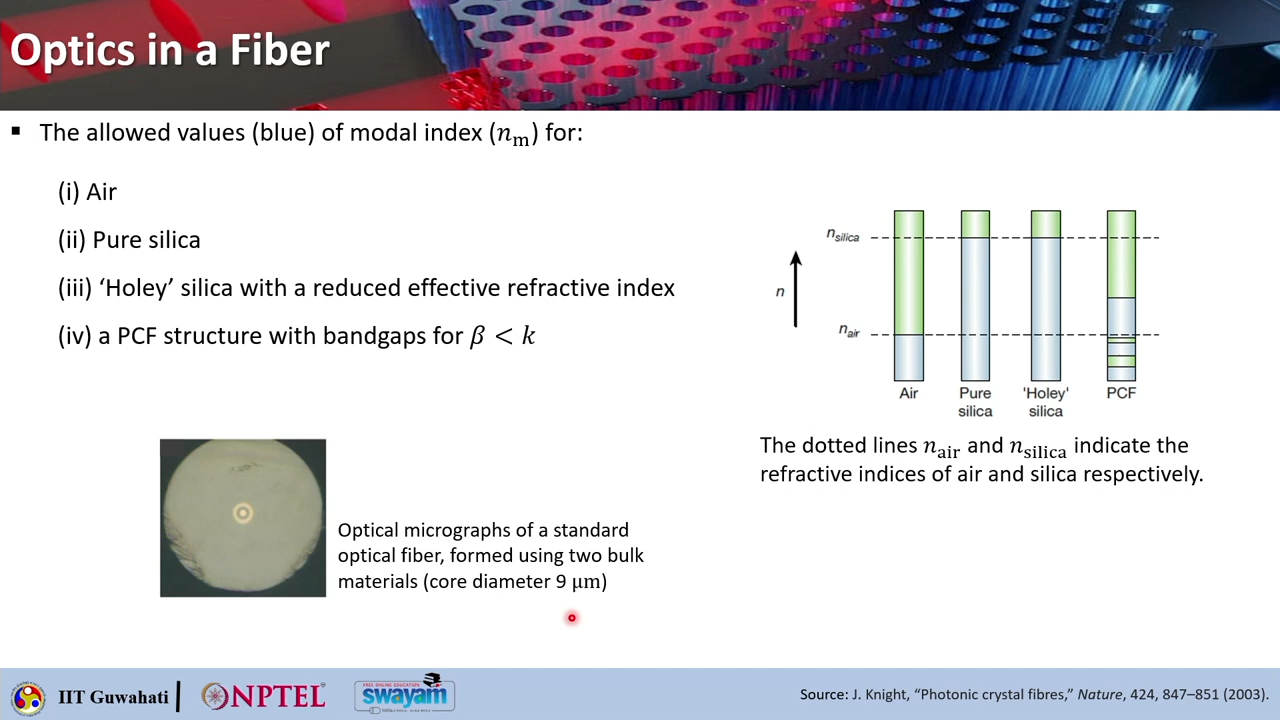 Optics in a Fiber
▪ The allowed values (blue) of modal index (nₘ) for:
(i) Air
(ii) Pure silica
(iii) ‘Holey’ silica with a reduced effective refractive index
(iv) a PCF structure with bandgaps for β < k
n_silica
n
n_air
Air
Pure
silica
'Holey'
silica
PCF
The dotted lines n_air and n_silica indicate the
refractive indices of air and silica respectively.
Optical micrographs of a standard
optical fiber, formed using two bulk
materials (core diameter 9 μm)
IIT Guwahati
NPTEL
FREE ONLINE EDUCATION
swayam
Source: J. Knight, “Photonic crystal fibres,” Nature, 424, 847–851 (2003).